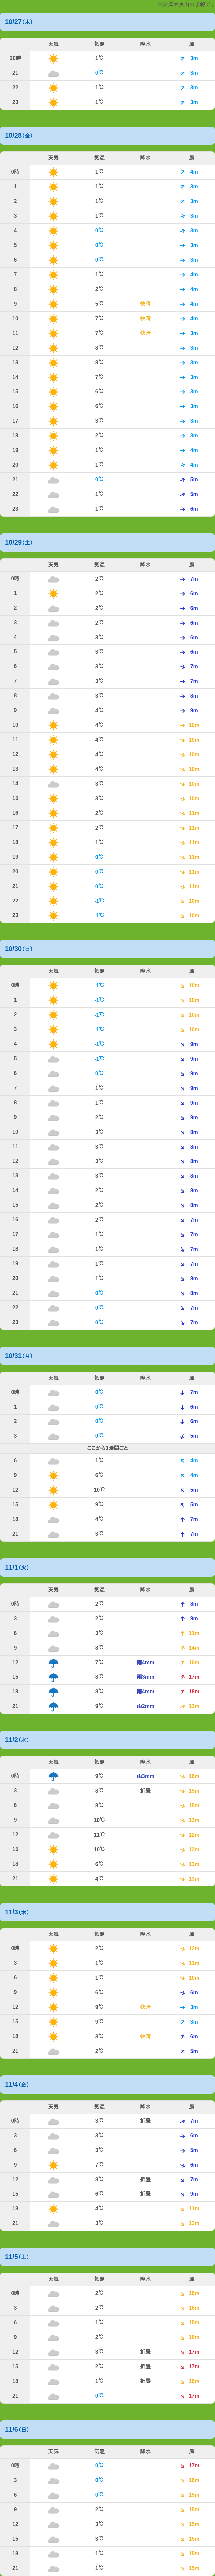 の予報です
10/27(木)
天気 気温 降水 風
20時 1℃ 3m
21 0℃ 3m
22 1℃ 3m
23 1℃ 3m
10/28(金)
天気 気温 降水 風
0時 1℃ 4m
1 1℃ 3m
2 1℃ 3m
3 1℃ 3m
4 0℃ 3m
5 0℃ 3m
6 0℃ 3m
7 1℃ 4m
8 2℃ 4m
9 5℃ 快晴 4m
10 7℃ 快晴 4m
11 7℃ 快晴 3m
12 8℃ 3m
13 8℃ 3m
14 7℃ 3m
15 6℃ 3m
16 6℃ 3m
17 3℃ 3m
18 2℃ 3m
19 1℃ 4m
20 1℃ 4m
21 0℃ 5m
22 1℃ 5m
23 1℃ 6m
10/29(土)
天気 気温 降水 風
0時 2℃ 7m
1 2℃ 6m
2 2℃ 6m
3 2℃ 6m
4 3℃ 6m
5 3℃ 6m
6 3℃ 7m
7 3℃ 7m
8 3℃ 8m
9 4℃ 9m
10 4℃ 10m
11 4℃ 10m
12 4℃ 10m
13 4℃ 10m
14 3℃ 10m
15 3℃ 10m
16 2℃ 11m
17 2℃ 11m
18 1℃ 11m
19 0℃ 11m
20 0℃ 11m
21 0℃ 11m
22 -1℃ 10m
23 -1℃ 10m
10/30(日)
天気 気温 降水 風
0時 -1℃ 10m
1 -1℃ 10m
2 -1℃ 10m
3 -1℃ 10m
4 -1℃ 9m
5 -1℃ 9m
6 0℃ 9m
7 1℃ 9m
8 1℃ 9m
9 2℃ 9m
10 3℃ 8m
11 3℃ 8m
12 3℃ 8m
13 3℃ 8m
14 2℃ 8m
15 2℃ 8m
16 2℃ 7m
17 1℃ 7m
18 1℃ 7m
19 1℃ 7m
20 1℃ 8m
21 0℃ 8m
22 0℃ 7m
23 0℃ 7m
10/31(月)
天気 気温 降水 風
0時 0℃ 7m
1 0℃ 6m
2 0℃ 6m
3 0℃ 5m
ここから3時間ごと
6 1℃ 4m
9 6℃ 4m
12 10℃ 5m
15 9℃ 5m
18 4℃ 7m
21 3℃ 7m
11/1(火)
天気 気温 降水 風
0時 2℃ 8m
3 2℃ 9m
6 3℃ 11m
9 8℃ 14m
12 7℃ 雨4mm 16m
15 8℃ 雨3mm 17m
18 8℃ 雨4mm 18m
21 9℃ 雨2mm 13m
11/2(水)
天気 気温 降水 風
0時 9℃ 雨3mm 16m
3 8℃ 折畳 15m
6 8℃ 16m
9 10℃ 13m
12 11℃ 12m
15 10℃ 12m
18 6℃ 13m
21 4℃ 13m
11/3(木)
天気 気温 降水 風
0時 2℃ 12m
3 1℃ 11m
6 1℃ 10m
9 6℃ 6m
12 9℃ 快晴 3m
15 9℃ 3m
18 3℃ 快晴 6m
21 2℃ 5m
11/4(金)
天気 気温 降水 風
0時 3℃ 折畳 7m
3 3℃ 6m
6 3℃ 5m
9 7℃ 6m
12 8℃ 折畳 7m
15 6℃ 折畳 9m
18 4℃ 11m
21 3℃ 13m
11/5(土)
天気 気温 降水 風
0時 2℃ 16m
3 2℃ 16m
6 1℃ 15m
9 2℃ 16m
12 3℃ 折畳 17m
15 2℃ 折畳 17m
18 1℃ 折畳 16m
21 0℃ 17m
11/6(日)
天気 気温 降水 風
0時 0℃ 17m
3 0℃ 16m
6 0℃ 15m
9 2℃ 15m
12 3℃ 15m
15 3℃ 15m
18 1℃ 15m
21 1℃ 15m